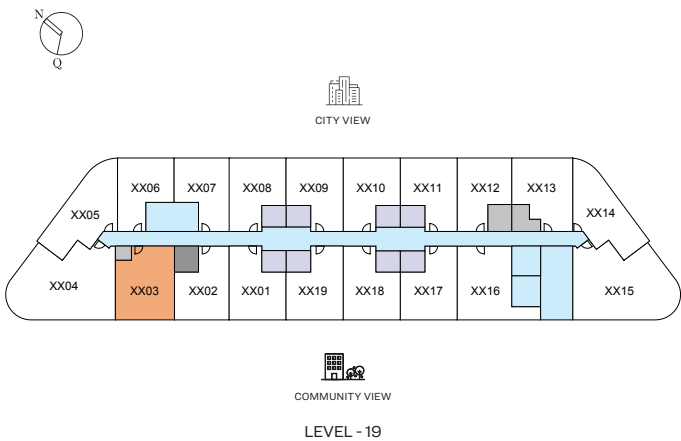 N
Q
CITY VIEW
XX06 XX07 XX08 XX09 XX10 XX11 XX12 XX13
XX05 XX14
XX04 XX03 XX02 XX01 XX19 XX18 XX17 XX16 XX15
COMMUNITY VIEW
LEVEL - 19